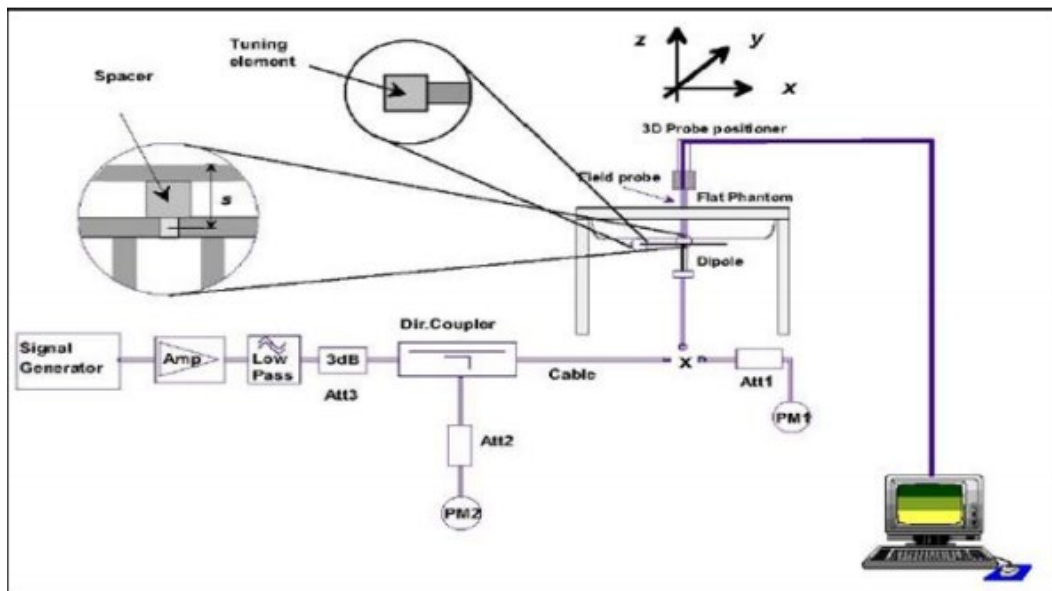 Tuning
element
Spacer
s
z
y
x
3D Probe positioner
Field probe
Flat Phantom
Dipole
Signal
Generator
Amp
Low
Pass
3dB
Att3
Dir.Coupler
Cable
x
Att1
PM1
Att2
PM2